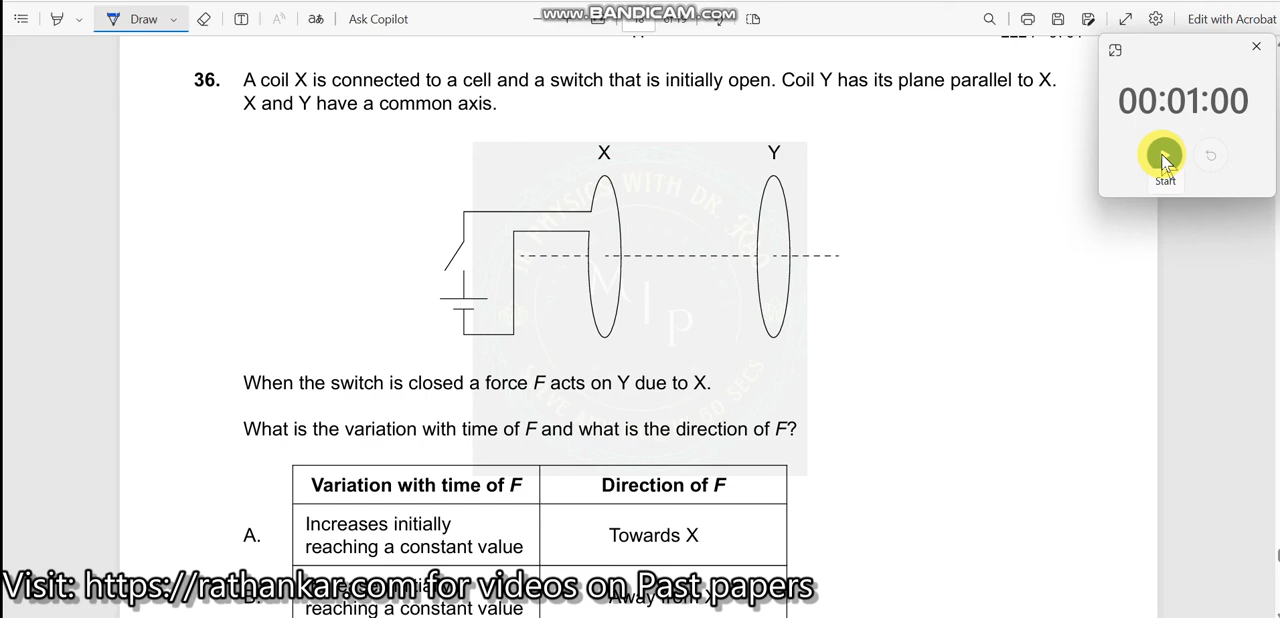 Draw
Ask Copilot
www.BANDICAM.com
Edit with Acrobat
36. A coil X is connected to a cell and a switch that is initially open. Coil Y has its plane parallel to X.
X and Y have a common axis.
00:01:00
Start
X Y
When the switch is closed a force F acts on Y due to X.
What is the variation with time of F and what is the direction of F?
Variation with time of F Direction of F
A. Increases initially
reaching a constant value Towards X
Visit: https://rathankar.com for videos on Past papers
reaching a constant value